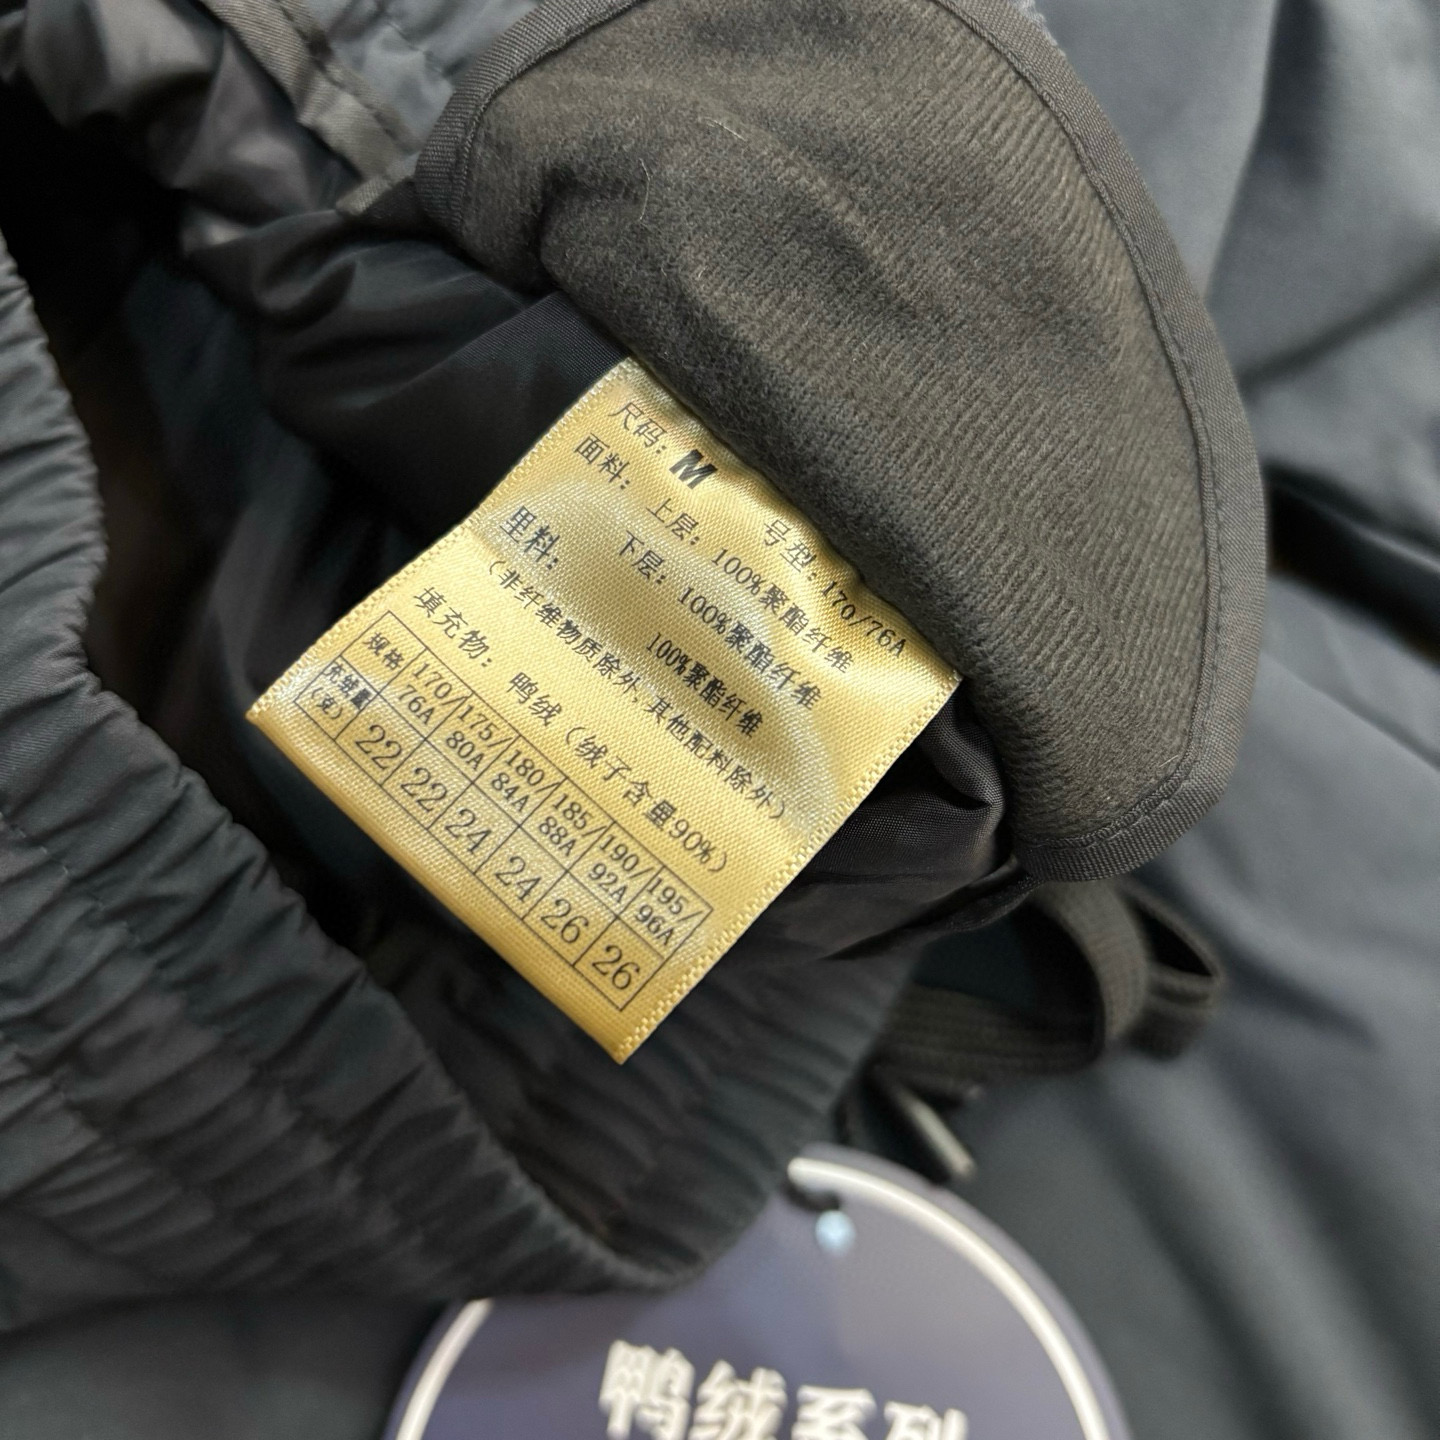 尺码：M 号型：170/76A
面料：上层：100%聚酯纤维
下层：100%聚酯纤维
里料：100%聚酯纤维
（非纤维物质除外，其他配料除外）
填充物：鸭绒（绒子含量90%）
规格 170/76A 175/80A 180/84A 185/88A 190/92A 195/96A
充绒量（克） 22 22 24 24 26 26
鸭绒系列